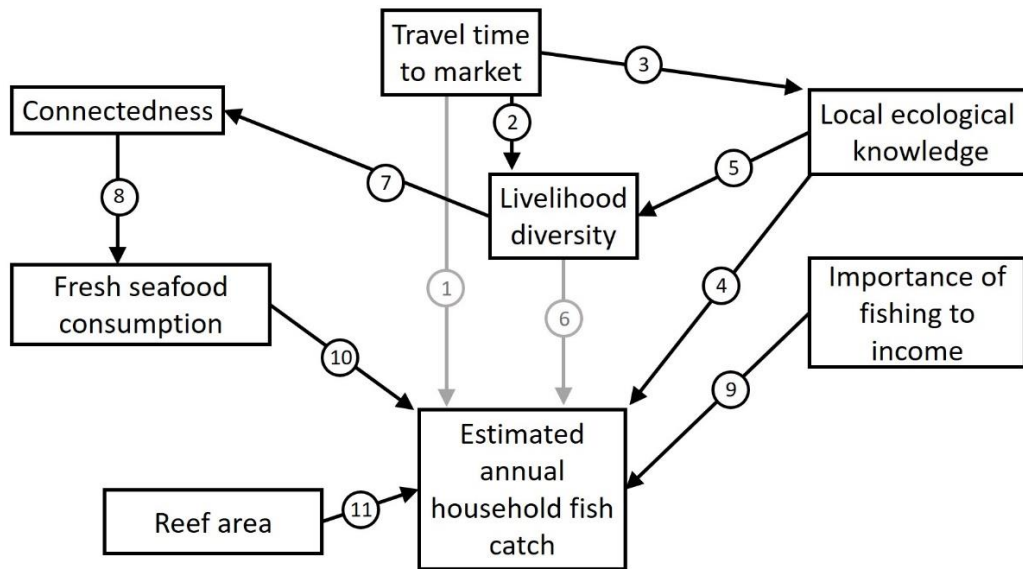 Travel time
to market
3
Connectedness
2
Local ecological
knowledge
5
7
8
Livelihood
diversity
Fresh seafood
consumption
1
6
4
Importance of
fishing to
income
10
9
Estimated
annual
household fish
catch
Reef area
11